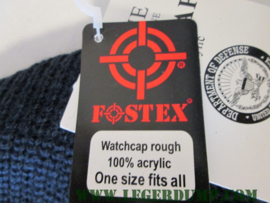 FOSTEX
Watchcap rough
100% acrylic
One size fits all
DEPARTMENT OF DEFENSE
WWW.LEGERDUMP.COM